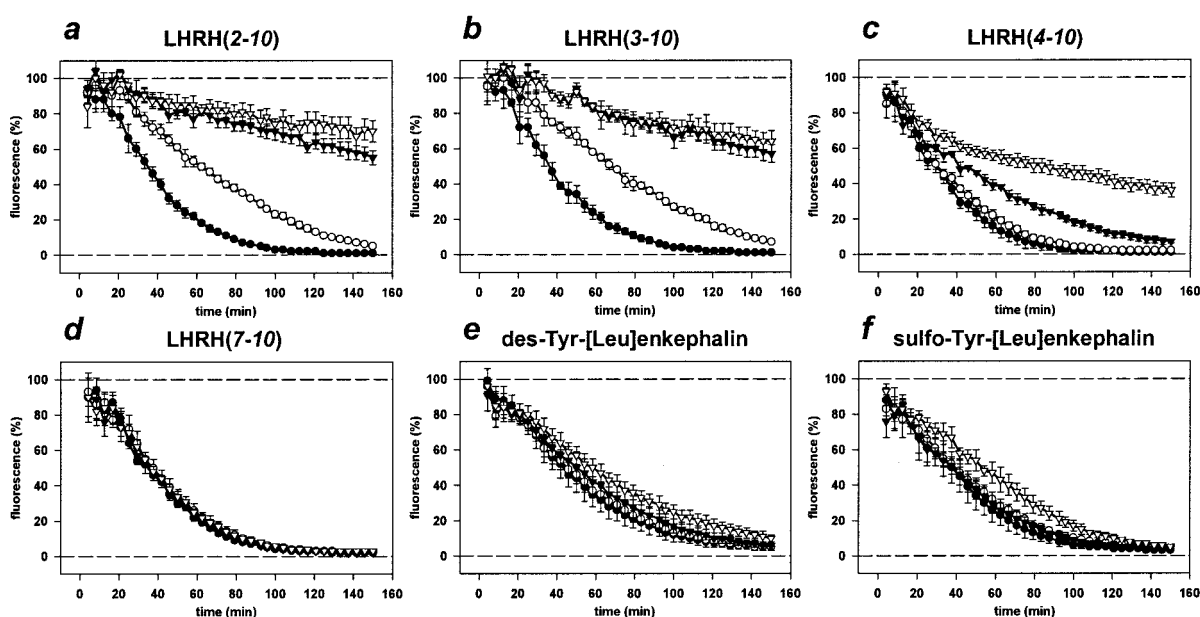 a LHRH(2-10)
fluorescence (%)
100
80
60
40
20
0
0 20 40 60 80 100 120 140 160
time (min)
b LHRH(3-10)
fluorescence (%)
100
80
60
40
20
0
0 20 40 60 80 100 120 140 160
time (min)
c LHRH(4-10)
fluorescence (%)
100
80
60
40
20
0
0 20 40 60 80 100 120 140 160
time (min)
d LHRH(7-10)
fluorescence (%)
100
80
60
40
20
0
0 20 40 60 80 100 120 140 160
time (min)
e des-Tyr-[Leu]enkephalin
fluorescence (%)
100
80
60
40
20
0
0 20 40 60 80 100 120 140 160
time (min)
f sulfo-Tyr-[Leu]enkephalin
fluorescence (%)
100
80
60
40
20
0
0 20 40 60 80 100 120 140 160
time (min)